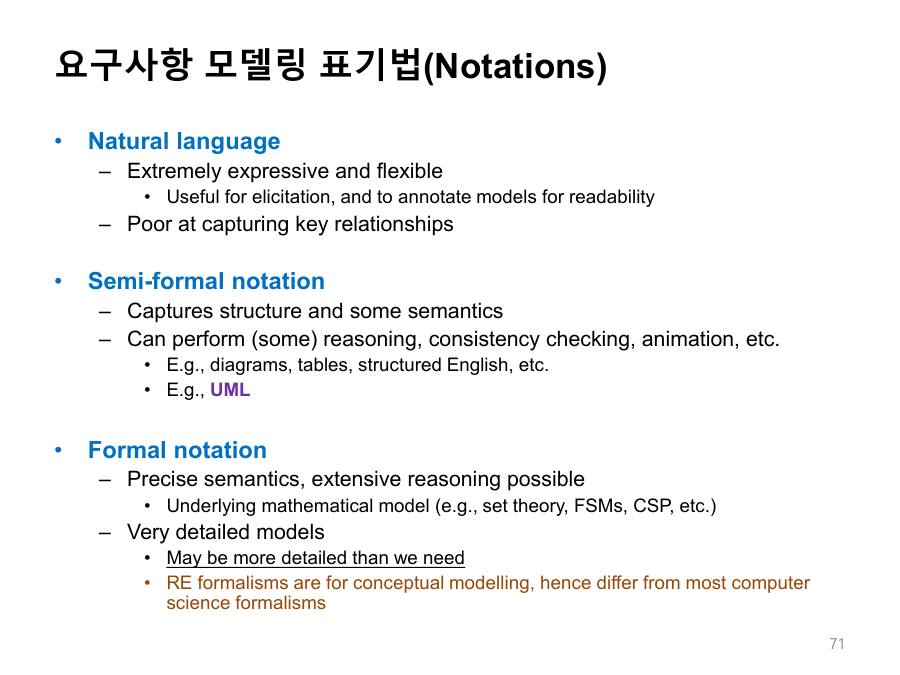 요구사항 모델링 표기법(Notations)
• Natural language
– Extremely expressive and flexible
• Useful for elicitation, and to annotate models for readability
– Poor at capturing key relationships
• Semi-formal notation
– Captures structure and some semantics
– Can perform (some) reasoning, consistency checking, animation, etc.
• E.g., diagrams, tables, structured English, etc.
• E.g., UML
• Formal notation
– Precise semantics, extensive reasoning possible
• Underlying mathematical model (e.g., set theory, FSMs, CSP, etc.)
– Very detailed models
• May be more detailed than we need
• RE formalisms are for conceptual modelling, hence differ from most computer
science formalisms
71